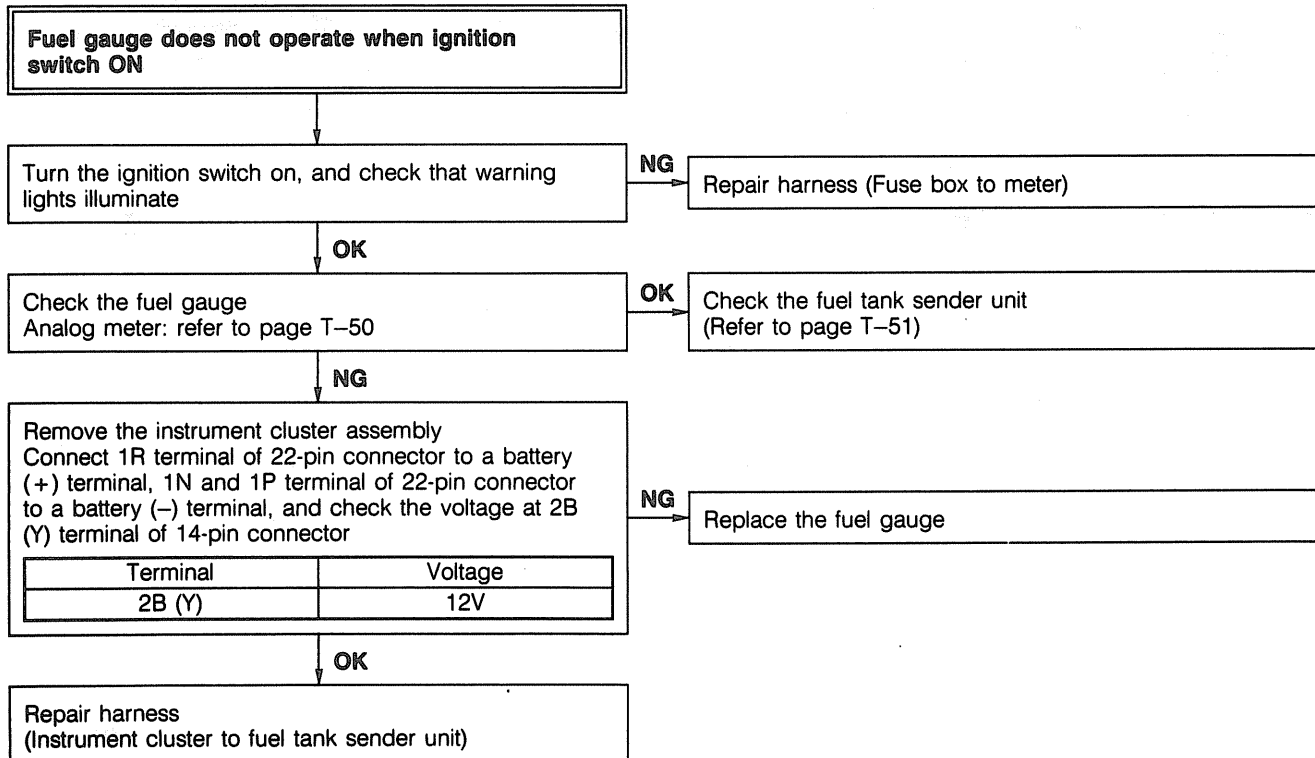 Fuel gauge does not operate when ignition
switch ON
Turn the ignition switch on, and check that warning
lights illuminate
NG
Repair harness (Fuse box to meter)
OK
Check the fuel gauge
Analog meter: refer to page T–50
OK
Check the fuel tank sender unit
(Refer to page T–51)
NG
Remove the instrument cluster assembly
Connect 1R terminal of 22-pin connector to a battery
(+) terminal, 1N and 1P terminal of 22-pin connector
to a battery (–) terminal, and check the voltage at 2B
(Y) terminal of 14-pin connector
Terminal Voltage
2B (Y) 12V
NG
Replace the fuel gauge
OK
Repair harness
(Instrument cluster to fuel tank sender unit)